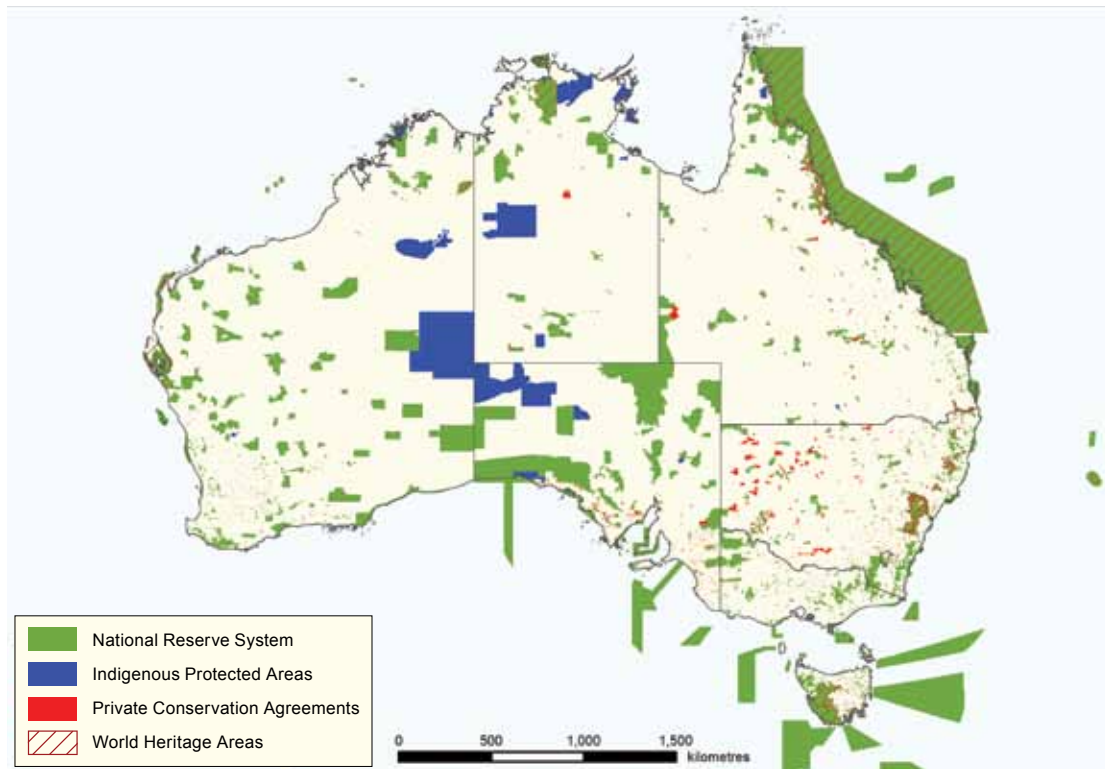 National Reserve System
Indigenous Protected Areas
Private Conservation Agreements
World Heritage Areas
0 500 1,000 1,500
kilometres